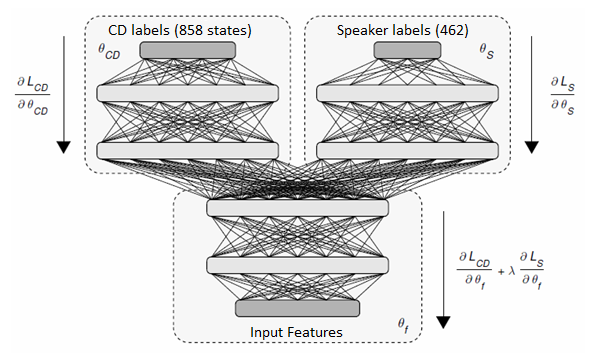 CD labels (858 states)
Speaker labels (462)
θCD
θS
∂ LCD
∂ θCD
∂ LS
∂ θS
∂ LCD
∂ θf
+ λ
∂ LS
∂ θf
Input Features
θf